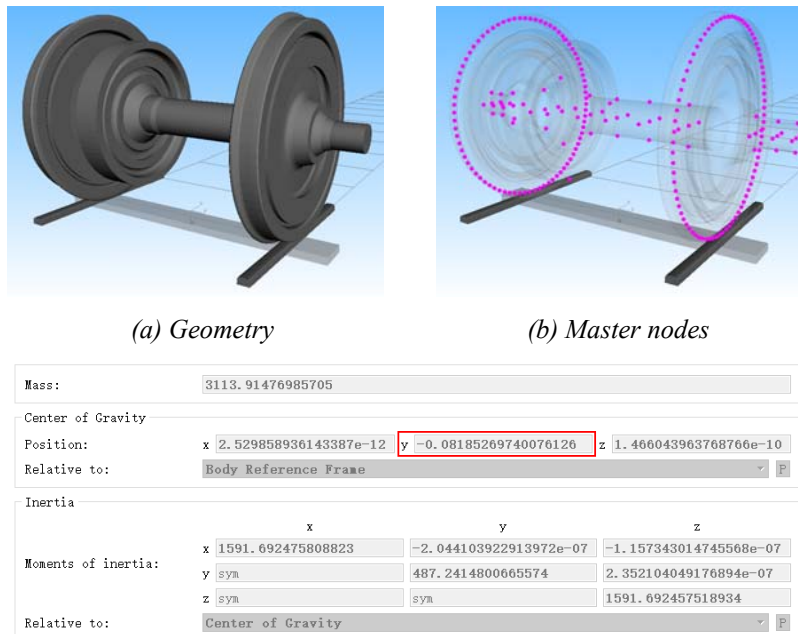 (a) Geometry
(b) Master nodes
Mass: 3113.91476985705
Center of Gravity
Position: x 2.529858936143387e-12 y -0.08185269740076126 z 1.466043963768766e-10
Relative to: Body Reference Frame P
Inertia
x y z
x 1591.692475808823 -2.044103922913972e-07 -1.157343014745568e-07
Moments of inertia: y sym 487.2414800665574 2.352104049176894e-07
z sym sym 1591.692457518934
Relative to: Center of Gravity P